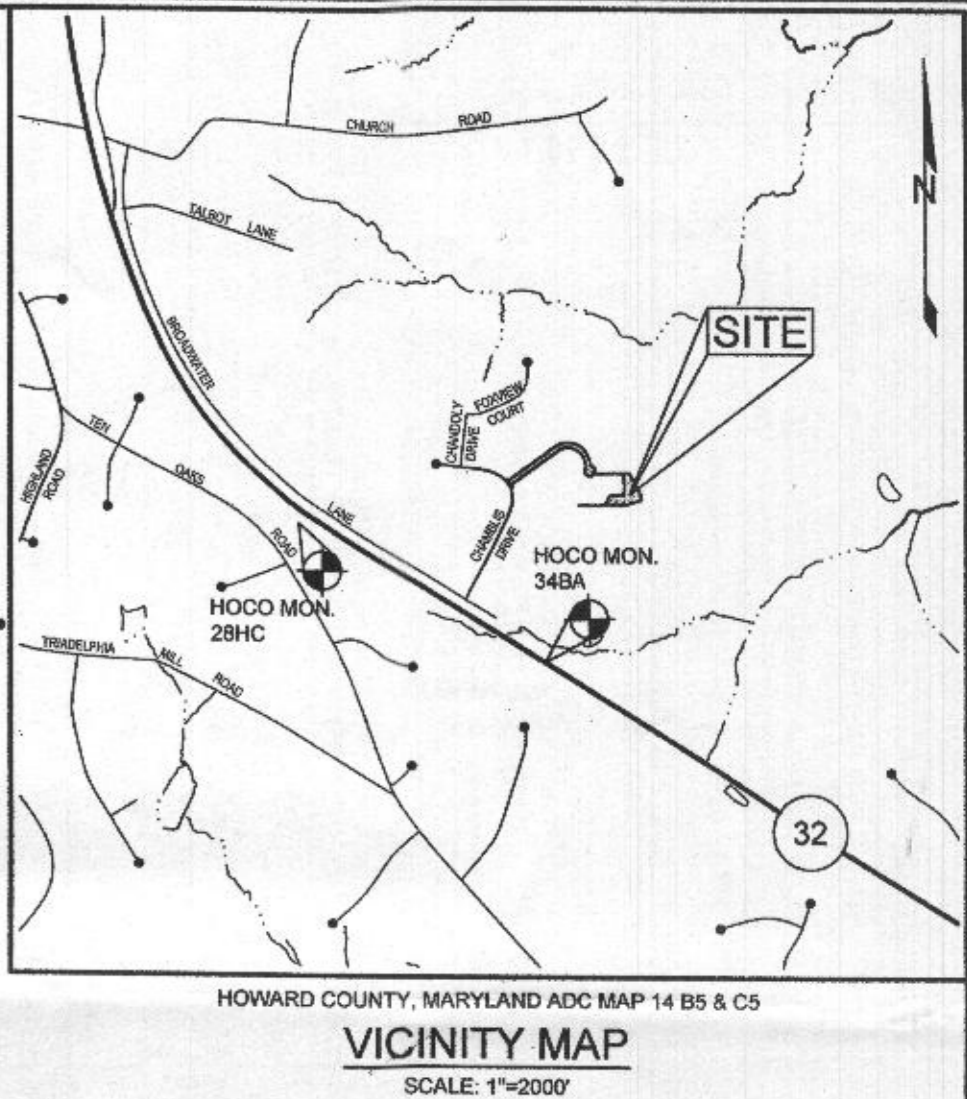 CHURCH ROAD
TALBOT LANE
N
SITE
BROADWATER
LANE
FOXVIEW
COURT
CHANDOLY
DRIVE
HIGHLAND
ROAD
TEN
OAKS
ROAD
CHAMBLIS
DRIVE
HOCO MON.
34BA
HOCO MON.
28HC
TRIADELPHIA
MILL
ROAD
32
HOWARD COUNTY, MARYLAND ADC MAP 14 B5 & C5
VICINITY MAP
SCALE: 1"=2000'